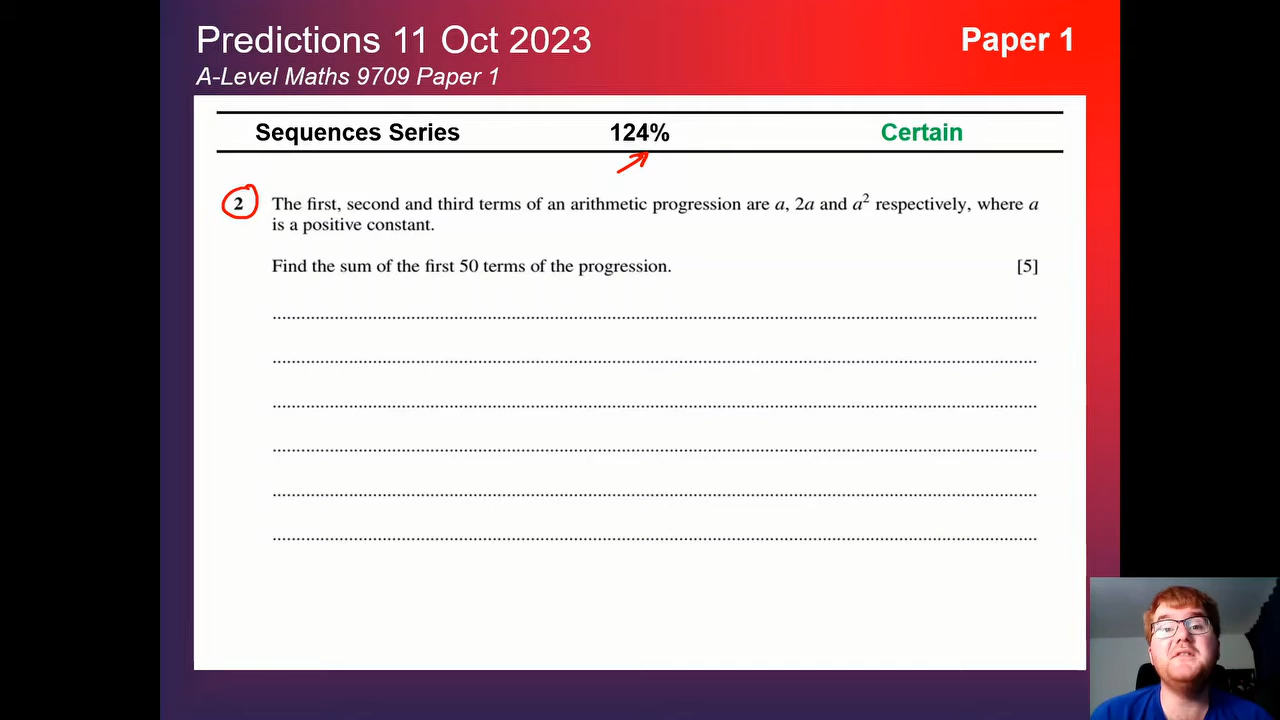 Predictions 11 Oct 2023
Paper 1
A-Level Maths 9709 Paper 1
Sequences Series 124% Certain
2 The first, second and third terms of an arithmetic progression are a, 2a and a² respectively, where a
is a positive constant.
Find the sum of the first 50 terms of the progression. [5]